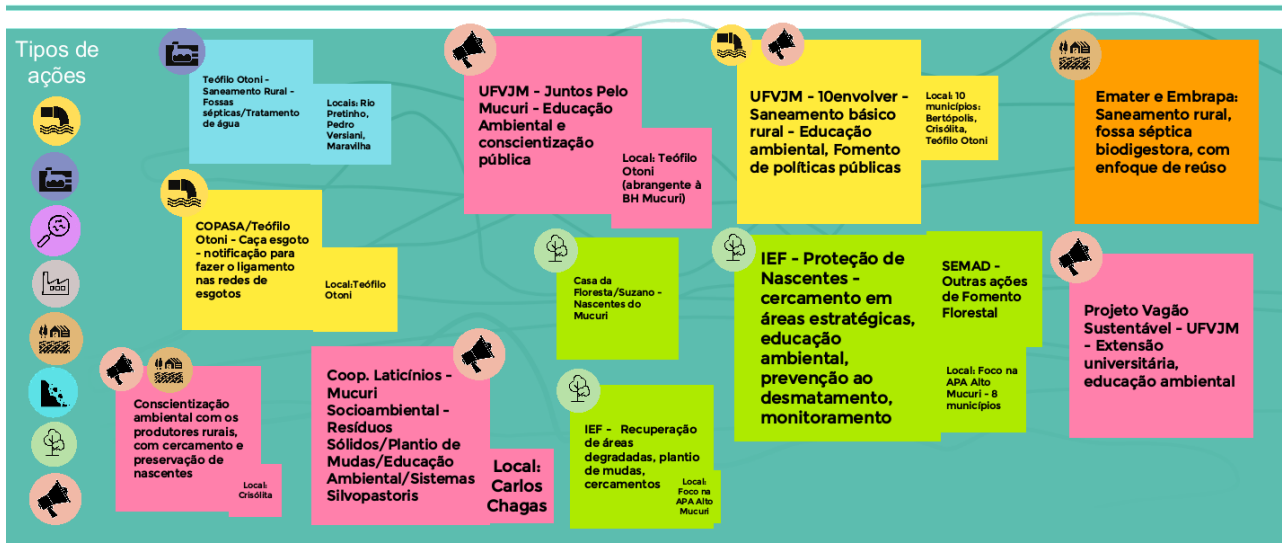 Tipos de
ações
Teófilo Otoni -
Saneamento Rural -
Fossas
sépticas/Tratamento
de água
Locais: Rio
Pretinho,
Pedro
Versiani,
Maravilha
UFVJM - Juntos Pelo
Mucuri - Educação
Ambiental e
conscientização
pública
Local: Teófilo
Otoni
(abrangente à
BH Mucuri)
UFVJM - 10envolver -
Saneamento básico
rural - Educação
ambiental, Fomento
de políticas públicas
Local: 10
municípios:
Bertópolis,
Crisólita,
Teófilo Otoni
Emater e Embrapa:
Saneamento rural,
fossa séptica
biodigestora, com
enfoque de reúso
COPASA/Teófilo
Otoni - Caça esgoto
- notificação para
fazer o ligamento
nas redes de
esgotos
Local:Teófilo
Otoni
Casa da
Floresta/Suzano -
Nascentes do
Mucuri
IEF - Proteção de
Nascentes -
cercamento em
áreas estratégicas,
educação
ambiental,
prevenção ao
desmatamento,
monitoramento
SEMAD -
Outras ações
de Fomento
Florestal
Local: Foco na
APA Alto
Mucuri - 8
municípios
Projeto Vagão
Sustentável - UFVJM
- Extensão
universitária,
educação ambiental
Conscientização
ambiental com os
produtores rurais,
com cercamento e
preservação de
nascentes
Local:
Crisólita
Coop. Laticínios -
Mucuri
Socioambiental -
Resíduos
Sólidos/Plantio de
Mudas/Educação
Ambiental/Sistemas
Silvopastoris
Local:
Carlos
Chagas
IEF - Recuperação
de áreas
degradadas, plantio
de mudas,
cercamentos
Local:
Foco na
APA Alto
Mucuri